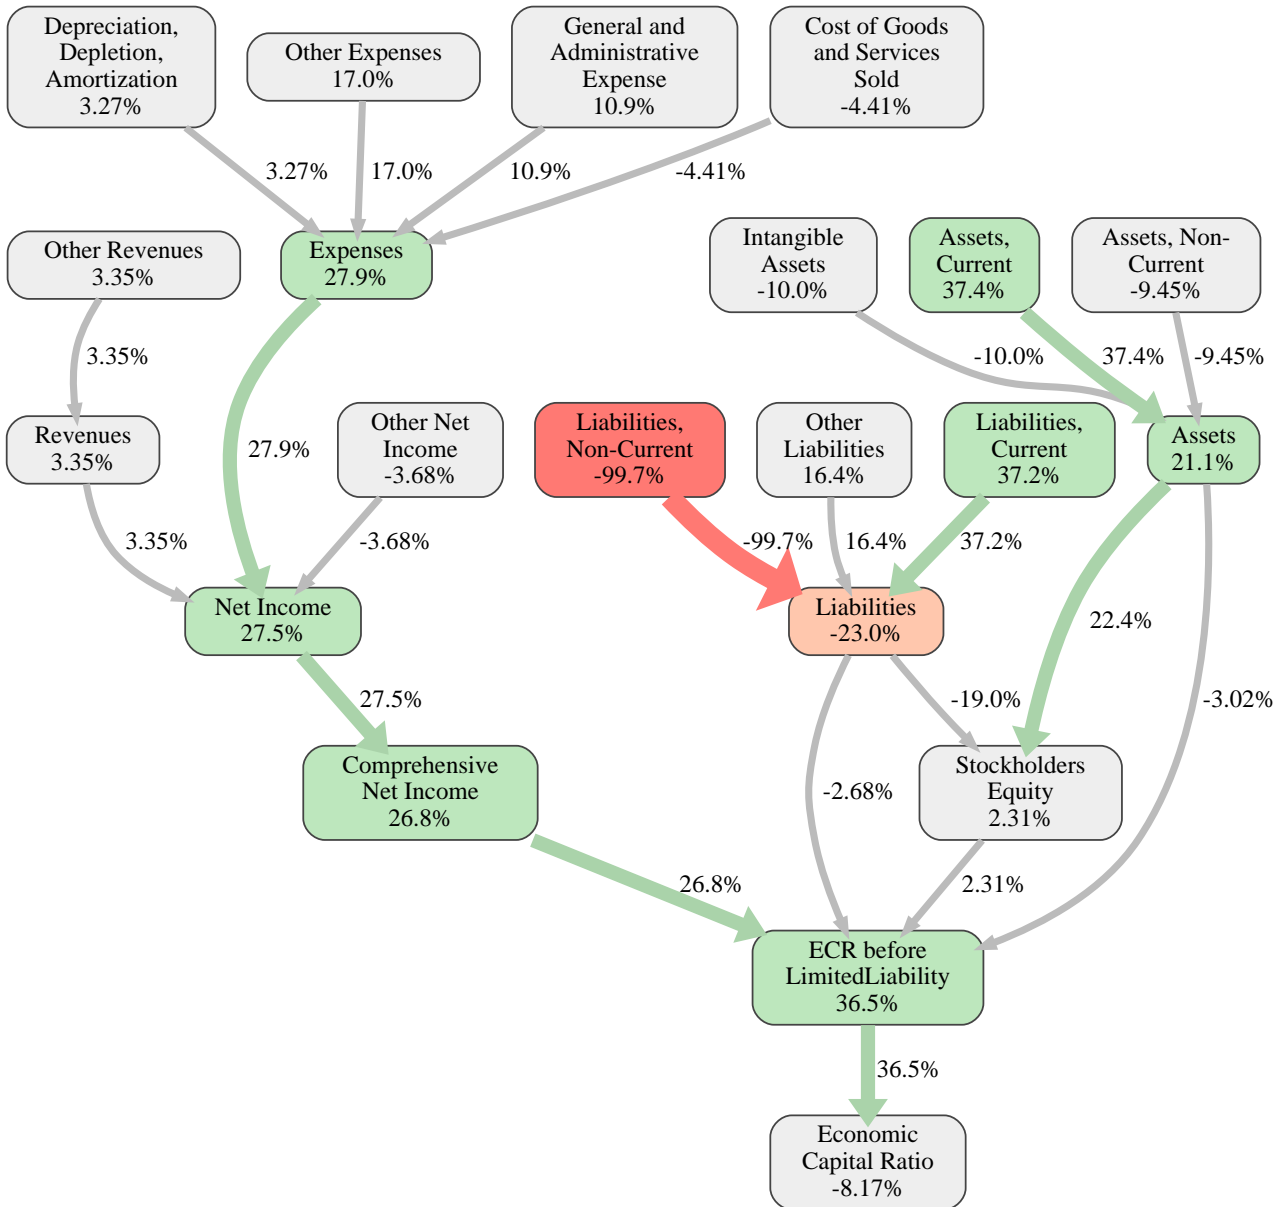 Depreciation,
Depletion,
Amortization
3.27%
Other Expenses
17.0%
General and
Administrative
Expense
10.9%
Cost of Goods
and Services
Sold
-4.41%
3.27%
17.0%
10.9%
-4.41%
Other Revenues
3.35%
Expenses
27.9%
Intangible
Assets
-10.0%
Assets,
Current
37.4%
Assets, Non-
Current
-9.45%
3.35%
-10.0%
37.4%
-9.45%
Revenues
3.35%
27.9%
Other Net
Income
-3.68%
Liabilities,
Non-Current
-99.7%
Other
Liabilities
16.4%
Liabilities,
Current
37.2%
Assets
21.1%
3.35%
-3.68%
-99.7%
16.4%
37.2%
Net Income
27.5%
Liabilities
-23.0%
22.4%
27.5%
-19.0%
-3.02%
Comprehensive
Net Income
26.8%
-2.68%
Stockholders
Equity
2.31%
26.8%
2.31%
ECR before
LimitedLiability
36.5%
36.5%
Economic
Capital Ratio
-8.17%